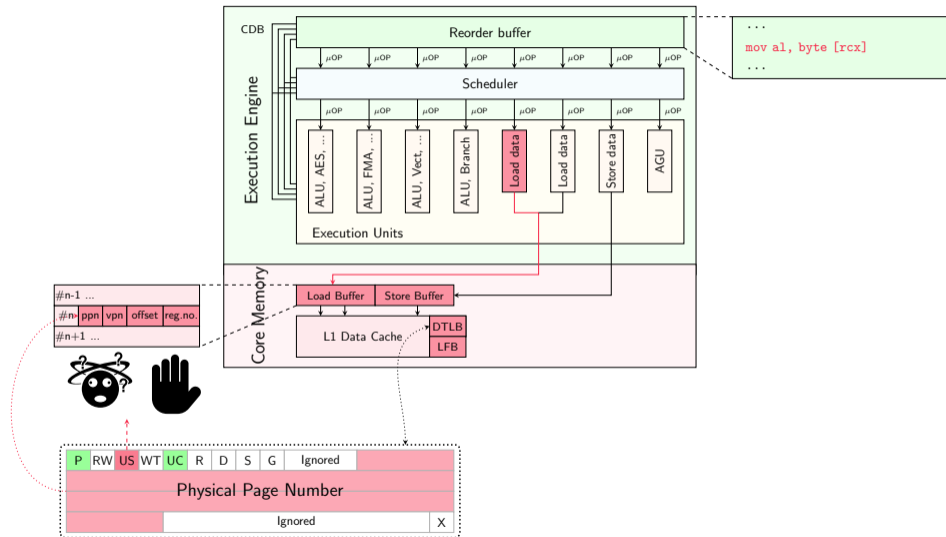 CDB
Reorder buffer
...
mov al, byte [rcx]
...
μOP μOP μOP μOP μOP μOP μOP μOP
Scheduler
μOP μOP μOP μOP μOP μOP μOP μOP
Execution Engine
ALU, AES, ...
ALU, FMA, ...
ALU, Vect, ...
ALU, Branch
Load data
Load data
Store data
AGU
Execution Units
Core Memory
Load Buffer Store Buffer
L1 Data Cache
DTLB
LFB
#n-1 ...
#n ppn vpn offset reg.no.
#n+1 ...
? ? ? ?
P RW US WT UC R D S G Ignored
Physical Page Number
Ignored X